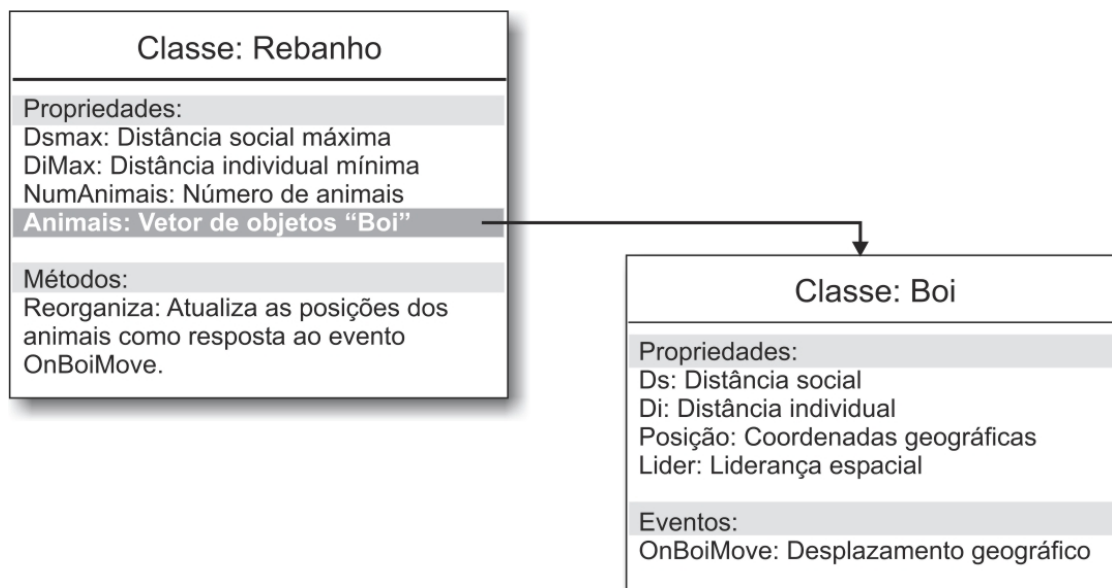 Classe: Rebanho
Propriedades:
Dsmax: Distância social máxima
DiMax: Distância individual mínima
NumAnimais: Número de animais
Animais: Vetor de objetos “Boi”
Métodos:
Reorganiza: Atualiza as posições dos
animais como resposta ao evento
OnBoiMove.
Classe: Boi
Propriedades:
Ds: Distância social
Di: Distância individual
Posição: Coordenadas geográficas
Lider: Liderança espacial
Eventos:
OnBoiMove: Desplazamento geográfico